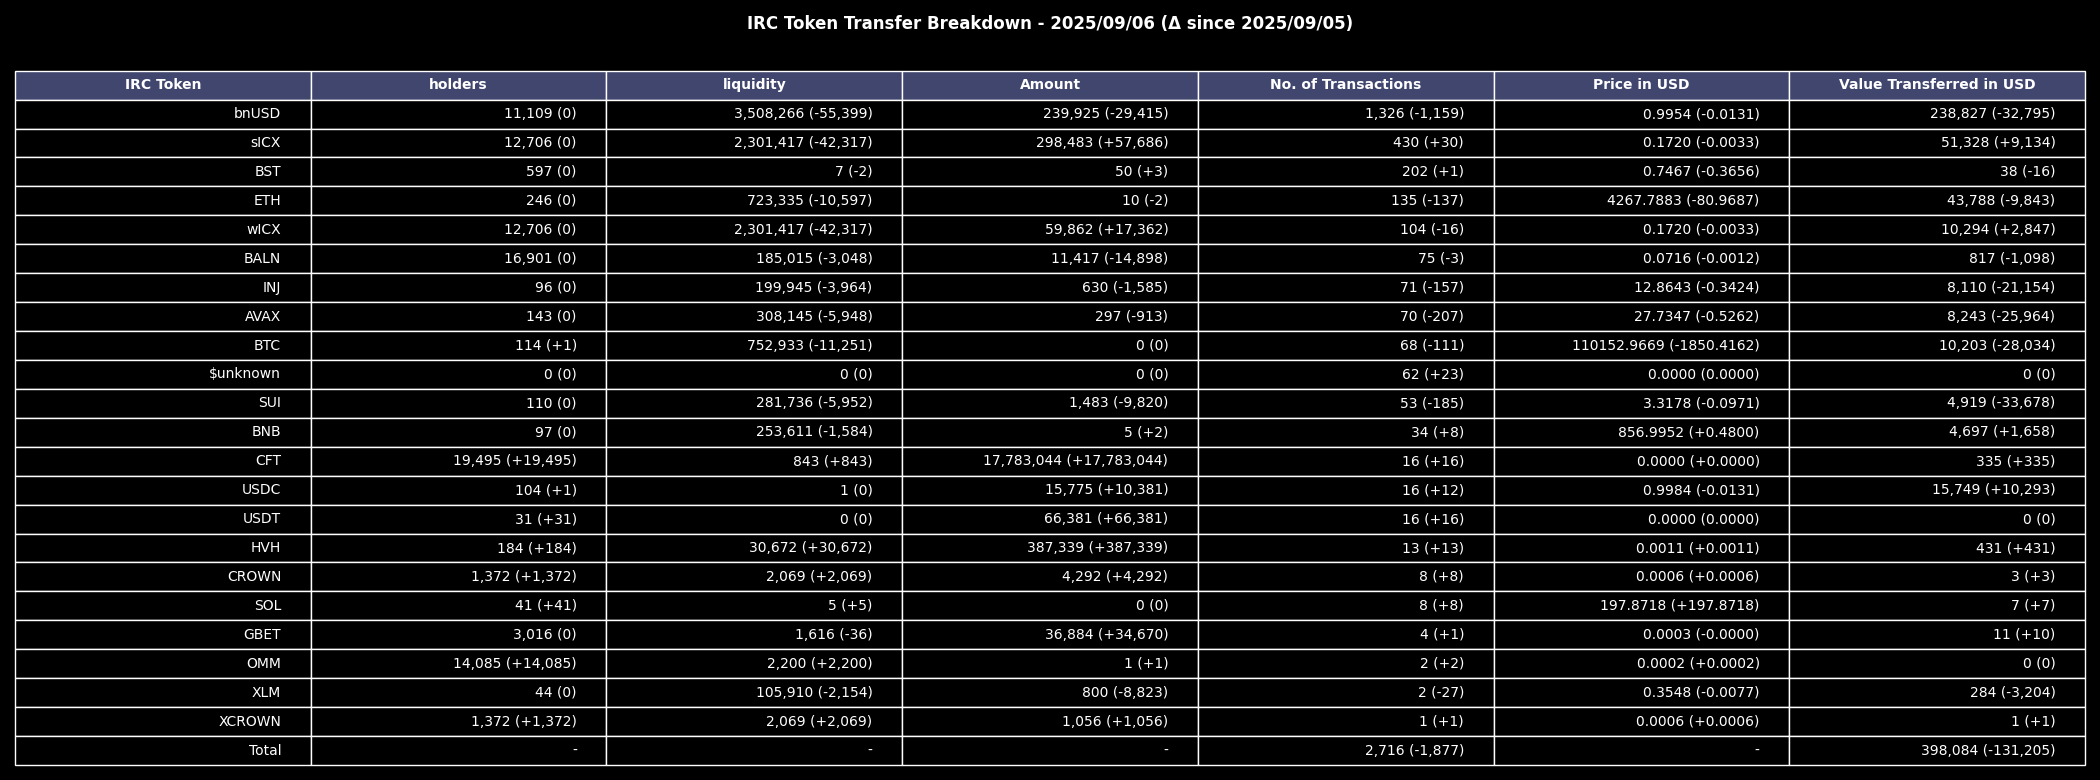 IRC Token Transfer Breakdown - 2025/09/06 (Δ since 2025/09/05)
IRC Token holders liquidity Amount No. of Transactions Price in USD Value Transferred in USD
bnUSD 11,109 (0) 3,508,266 (-55,399) 239,925 (-29,415) 1,326 (-1,159) 0.9954 (-0.0131) 238,827 (-32,795)
sICX 12,706 (0) 2,301,417 (-42,317) 298,483 (+57,686) 430 (+30) 0.1720 (-0.0033) 51,328 (+9,134)
BST 597 (0) 7 (-2) 50 (+3) 202 (+1) 0.7467 (-0.3656) 38 (-16)
ETH 246 (0) 723,335 (-10,597) 10 (-2) 135 (-137) 4267.7883 (-80.9687) 43,788 (-9,843)
wICX 12,706 (0) 2,301,417 (-42,317) 59,862 (+17,362) 104 (-16) 0.1720 (-0.0033) 10,294 (+2,847)
BALN 16,901 (0) 185,015 (-3,048) 11,417 (-14,898) 75 (-3) 0.0716 (-0.0012) 817 (-1,098)
INJ 96 (0) 199,945 (-3,964) 630 (-1,585) 71 (-157) 12.8643 (-0.3424) 8,110 (-21,154)
AVAX 143 (0) 308,145 (-5,948) 297 (-913) 70 (-207) 27.7347 (-0.5262) 8,243 (-25,964)
BTC 114 (+1) 752,933 (-11,251) 0 (0) 68 (-111) 110152.9669 (-1850.4162) 10,203 (-28,034)
$unknown 0 (0) 0 (0) 0 (0) 62 (+23) 0.0000 (0.0000) 0 (0)
SUI 110 (0) 281,736 (-5,952) 1,483 (-9,820) 53 (-185) 3.3178 (-0.0971) 4,919 (-33,678)
BNB 97 (0) 253,611 (-1,584) 5 (+2) 34 (+8) 856.9952 (+0.4800) 4,697 (+1,658)
CFT 19,495 (+19,495) 843 (+843) 17,783,044 (+17,783,044) 16 (+16) 0.0000 (+0.0000) 335 (+335)
USDC 104 (+1) 1 (0) 15,775 (+10,381) 16 (+12) 0.9984 (-0.0131) 15,749 (+10,293)
USDT 31 (+31) 0 (0) 66,381 (+66,381) 16 (+16) 0.0000 (0.0000) 0 (0)
HVH 184 (+184) 30,672 (+30,672) 387,339 (+387,339) 13 (+13) 0.0011 (+0.0011) 431 (+431)
CROWN 1,372 (+1,372) 2,069 (+2,069) 4,292 (+4,292) 8 (+8) 0.0006 (+0.0006) 3 (+3)
SOL 41 (+41) 5 (+5) 0 (0) 8 (+8) 197.8718 (+197.8718) 7 (+7)
GBET 3,016 (0) 1,616 (-36) 36,884 (+34,670) 4 (+1) 0.0003 (-0.0000) 11 (+10)
OMM 14,085 (+14,085) 2,200 (+2,200) 1 (+1) 2 (+2) 0.0002 (+0.0002) 0 (0)
XLM 44 (0) 105,910 (-2,154) 800 (-8,823) 2 (-27) 0.3548 (-0.0077) 284 (-3,204)
XCROWN 1,372 (+1,372) 2,069 (+2,069) 1,056 (+1,056) 1 (+1) 0.0006 (+0.0006) 1 (+1)
Total - - - 2,716 (-1,877) - 398,084 (-131,205)